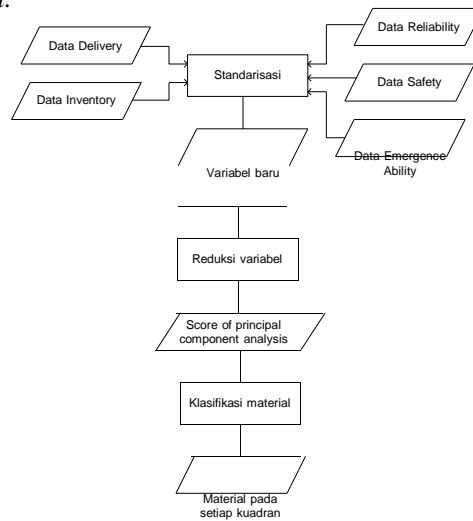 Data Delivery
Data Reliability
Standarisasi
Data Inventory
Data Safety
Data Emergence
Ability
Variabel baru
Reduksi variabel
Score of principal
component analysis
Klasifikasi material
Material pada
setiap kuadran